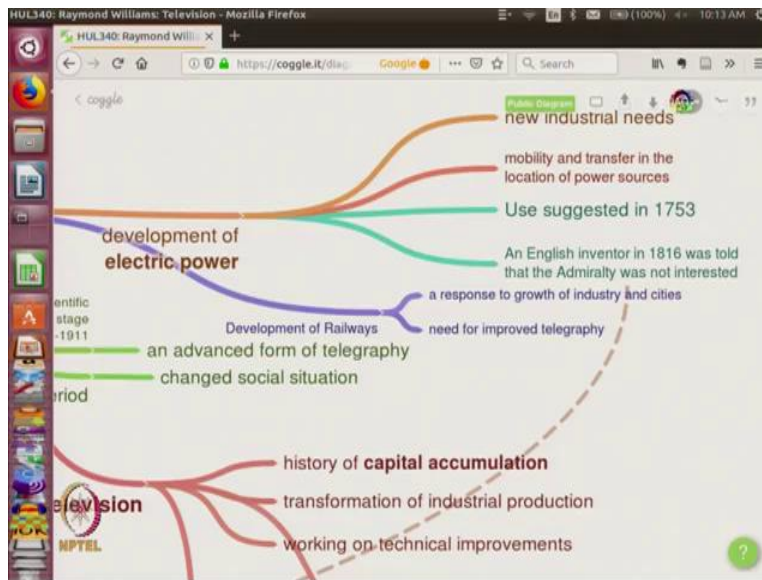 HUL340: Raymond Williams: Television - Mozilla Firefox
En
(100%)
10:13 AM
HUL340: Raymond Willi
https://coggle.it/diag
Google
Search
coggle
Public Diagram
new industrial needs
mobility and transfer in the
location of power sources
Use suggested in 1753
development of
electric power
An English inventor in 1816 was told
that the Admiralty was not interested
a response to growth of industry and cities
entific
stage
-1911
Development of Railways
need for improved telegraphy
an advanced form of telegraphy
changed social situation
eriod
history of capital accumulation
elevision
transformation of industrial production
NPTEL
working on technical improvements
?